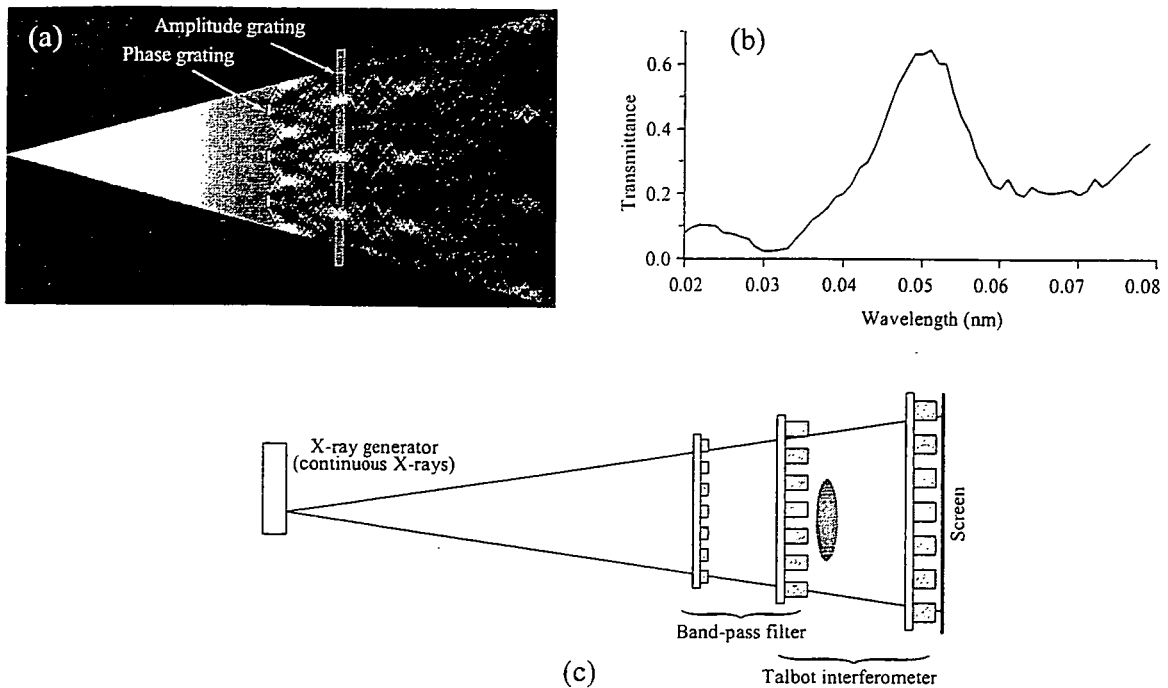 (a)
Amplitude grating
Phase grating
(b)
Transmittance
0.6
0.4
0.2
0.0
0.02 0.03 0.04 0.05 0.06 0.07 0.08
Wavelength (nm)
X-ray generator
(continuous X-rays)
Screen
Band-pass filter
Talbot interferometer
(c)